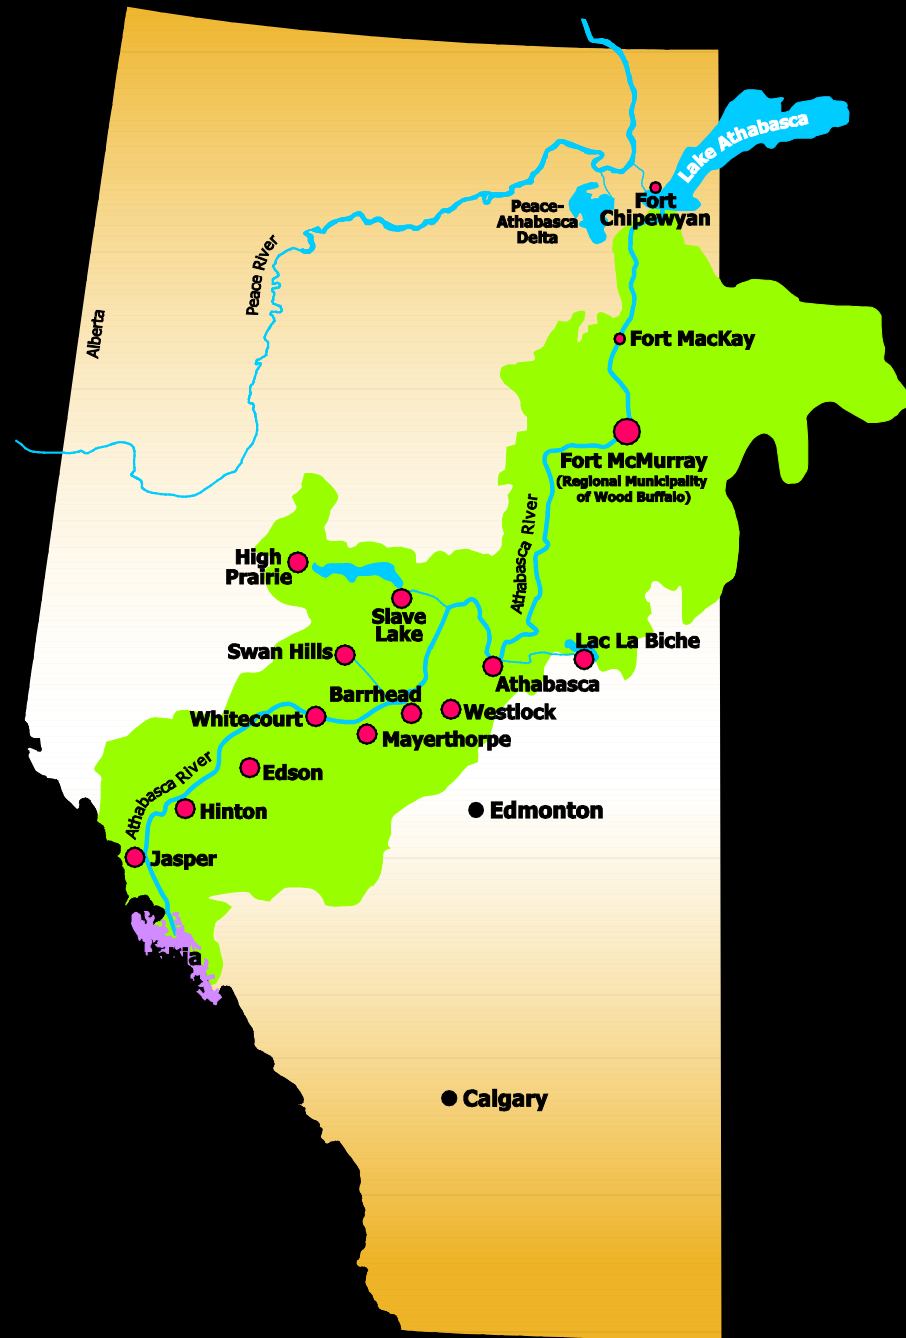 Lake Athabasca
Fort
Chipewyan
Peace-
Athabasca
Delta
Peace River
Alberta
Fort MacKay
Fort McMurray
(Regional Municipality
of Wood Buffalo)
Athabasca River
High
Prairie
Slave
Lake
Swan Hills
Lac La Biche
Athabasca
Barrhead
Westlock
Whitecourt
Mayerthorpe
Edson
Athabasca River
Hinton
Edmonton
Jasper
Calgary